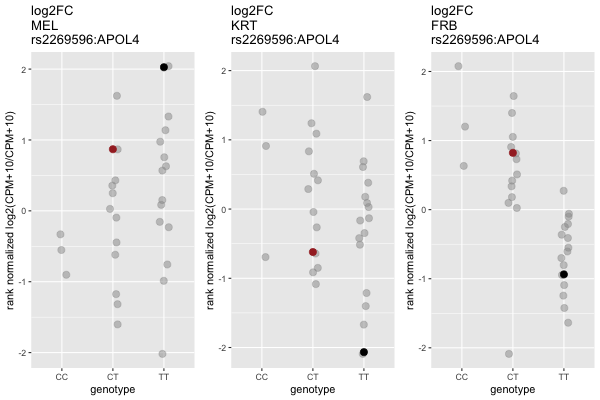 log2FC
MEL
rs2269596:APOL4
rank normalized log2(CPM+10/CPM+10)
2
1
0
-1
-2
CC
CT
TT
genotype
log2FC
KRT
rs2269596:APOL4
rank normalized log2(CPM+10/CPM+10)
2
1
0
-1
-2
CC
CT
TT
genotype
log2FC
FRB
rs2269596:APOL4
rank normalized log2(CPM+10/CPM+10)
2
1
0
-1
-2
CC
CT
TT
genotype